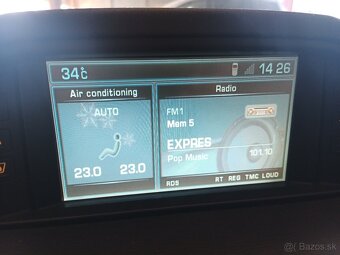 34°C
14 26
Air conditioning
AUTO
23.0 23.0
Radio
FM1
Mem 5
EXPRES
Pop Music
101.10
RDS RT REG TMC LOUD
bazos.sk